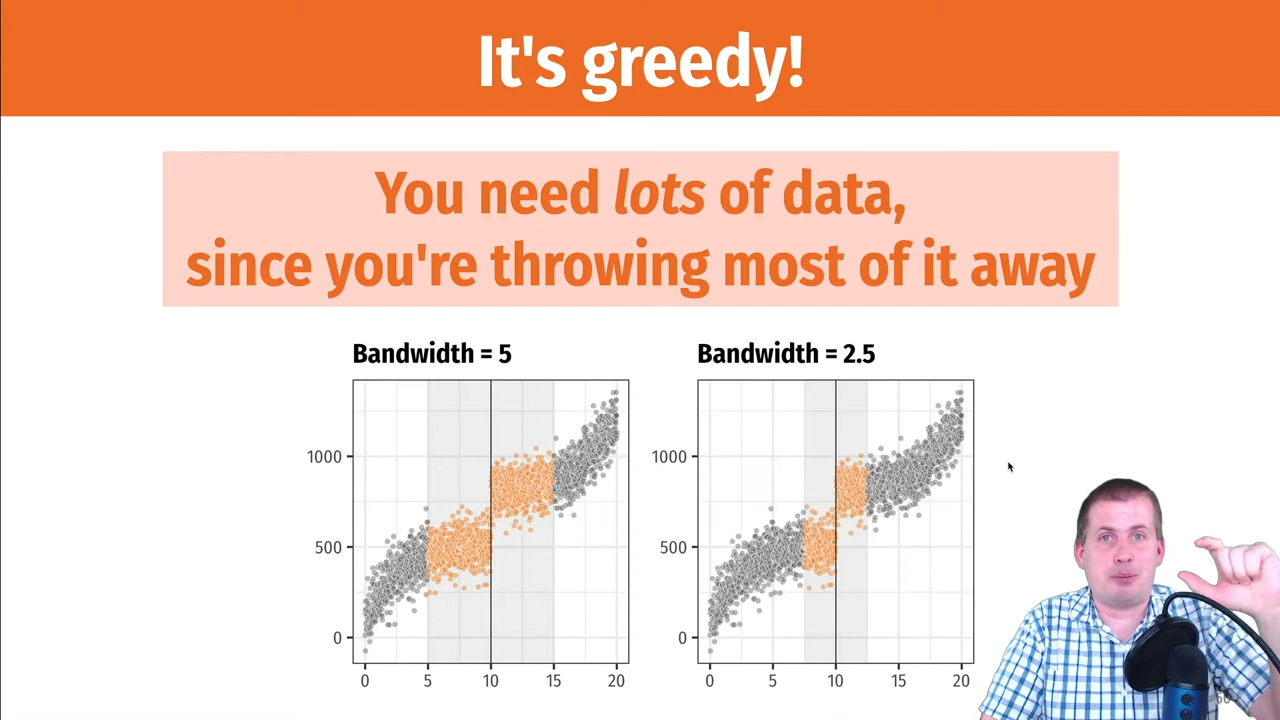 It's greedy!
You need lots of data,
since you're throwing most of it away
Bandwidth = 5
Bandwidth = 2.5
1000
500
0
0 5 10 15 20
1000
500
0
0 5 10 15 20